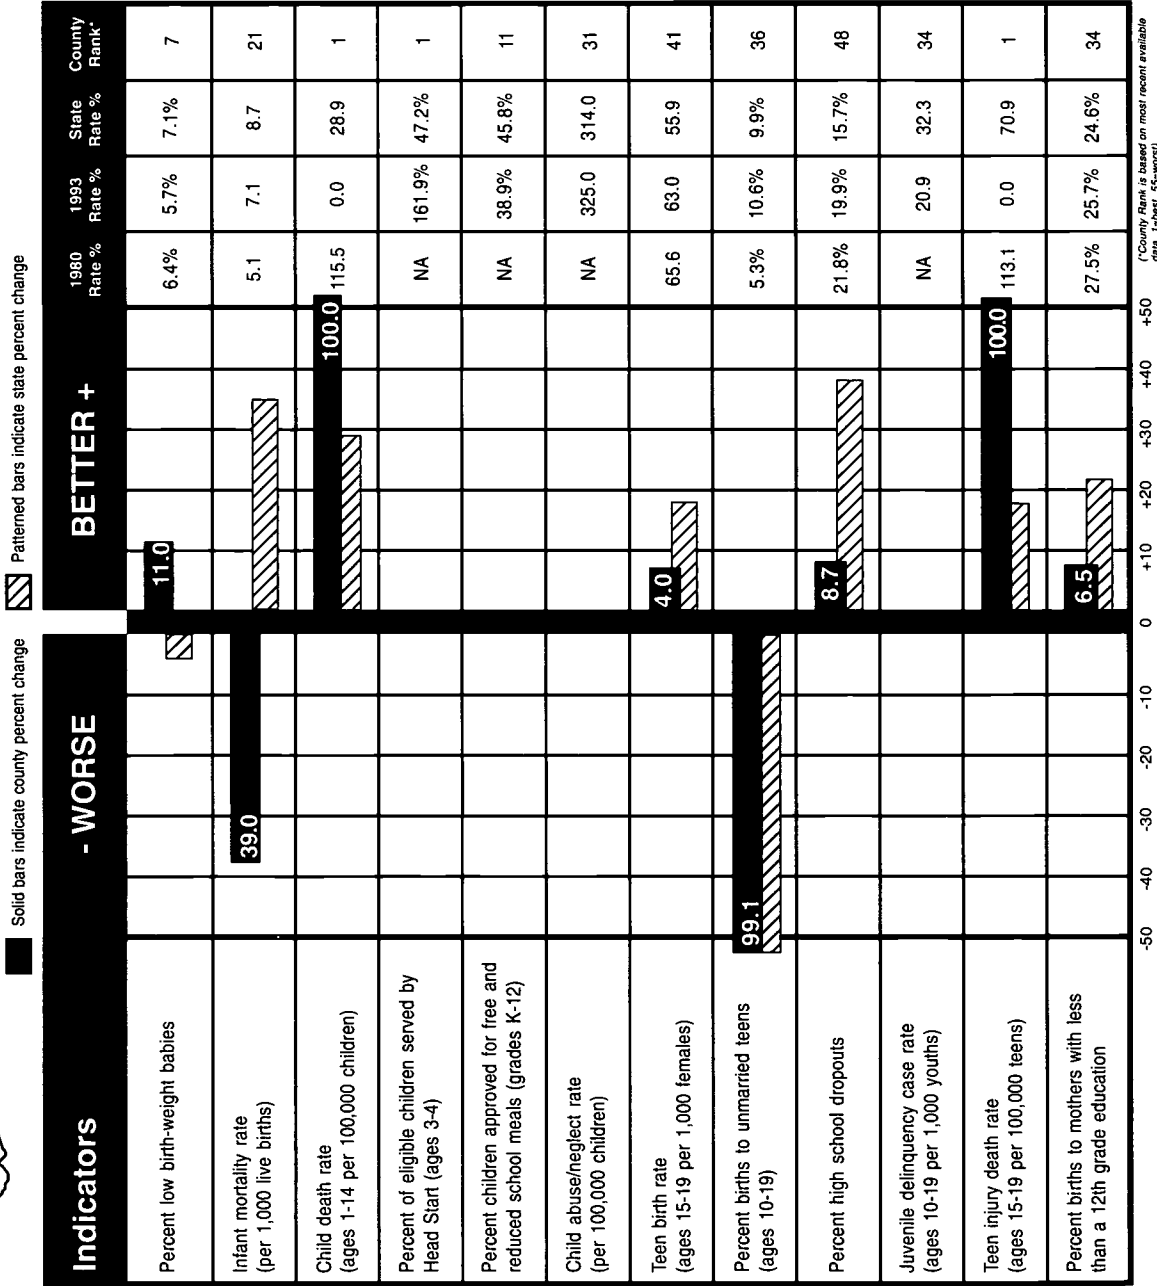 Solid bars indicate county percent change
Patterned bars indicate state percent change
Indicators
- WORSE
BETTER +
1980
Rate %
1993
Rate %
State
Rate %
County
Rank*
Percent low birth-weight babies
11.0
6.4%
5.7%
7.1%
7
Infant mortality rate
(per 1,000 live births)
39.0
5.1
7.1
8.7
21
Child death rate
(ages 1-14 per 100,000 children)
100.0
115.5
0.0
28.9
1
Percent of eligible children served by
Head Start (ages 3-4)
NA
161.9%
47.2%
1
Percent children approved for free and
reduced school meals (grades K-12)
NA
38.9%
45.8%
11
Child abuse/neglect rate
(per 100,000 children)
NA
325.0
314.0
31
Teen birth rate
(ages 15-19 per 1,000 females)
4.0
65.6
63.0
55.9
41
Percent births to unmarried teens
(ages 10-19)
99.1
5.3%
10.6%
9.9%
36
Percent high school dropouts
8.7
21.8%
19.9%
15.7%
48
Juvenile delinquency case rate
(ages 10-19 per 1,000 youths)
NA
20.9
32.3
34
Teen injury death rate
(ages 15-19 per 100,000 teens)
100.0
113.1
0.0
70.9
1
Percent births to mothers with less
than a 12th grade education
6.5
27.5%
25.7%
24.6%
34
-50
-40
-30
-20
-10
0
+10
+20
+30
+40
+50
(*County Rank is based on most recent available
data, 1=best, 55=worst)